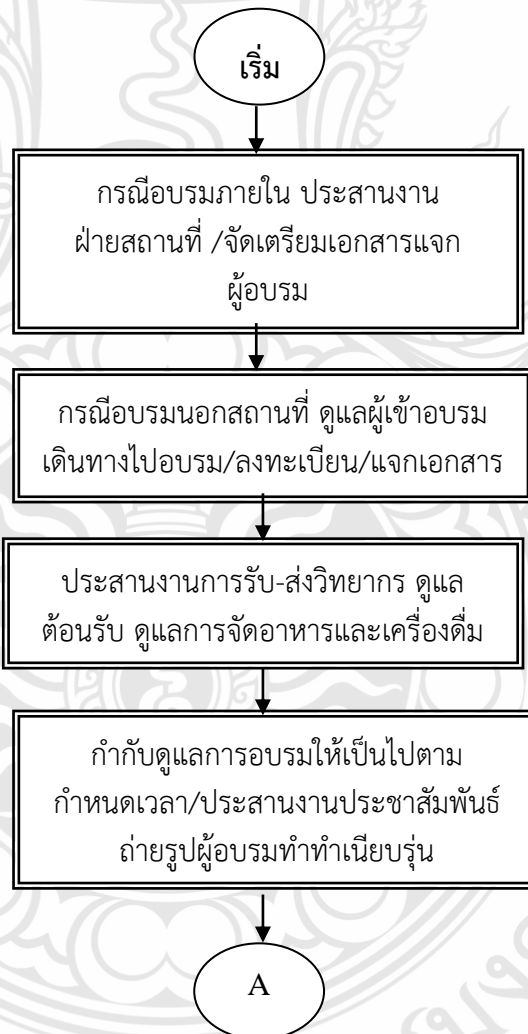 เริ่ม
กรณีอบรมภายใน ประสานงาน
ฝ่ายสถานที่ /จัดเตรียมเอกสารแจก
ผู้อบรม
กรณีอบรมนอกสถานที่ ดูแลผู้เข้าอบรม
เดินทางไปอบรม/ลงทะเบียน/แจกเอกสาร
ประสานงานการรับ-ส่งวิทยากร ดูแล
ต้อนรับ ดูแลการจัดอาหารและเครื่องดื่ม
กำกับดูแลการอบรมให้เป็นไปตาม
กำหนดเวลา/ประสานงานประชาสัมพันธ์
ถ่ายรูปผู้อบรมทำทำเนียบรุ่น
A